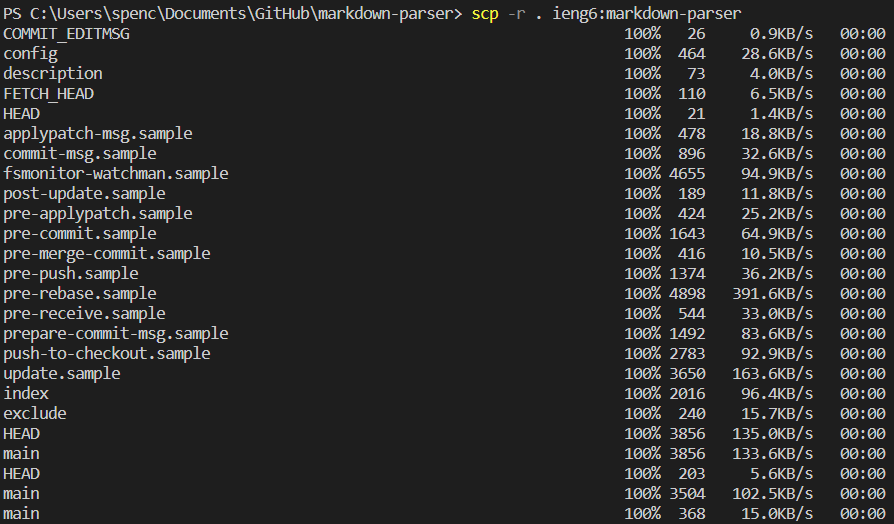 PS C:\Users\spenc\Documents\GitHub\markdown-parser> scp -r . ieng6:markdown-parser
COMMIT_EDITMSG 100% 26 0.9KB/s 00:00
config 100% 464 28.6KB/s 00:00
description 100% 73 4.0KB/s 00:00
FETCH_HEAD 100% 110 6.5KB/s 00:00
HEAD 100% 21 1.4KB/s 00:00
applypatch-msg.sample 100% 478 18.8KB/s 00:00
commit-msg.sample 100% 896 32.6KB/s 00:00
fsmonitor-watchman.sample 100% 4655 94.9KB/s 00:00
post-update.sample 100% 189 11.8KB/s 00:00
pre-applypatch.sample 100% 424 25.2KB/s 00:00
pre-commit.sample 100% 1643 64.9KB/s 00:00
pre-merge-commit.sample 100% 416 10.5KB/s 00:00
pre-push.sample 100% 1374 36.2KB/s 00:00
pre-rebase.sample 100% 4898 391.6KB/s 00:00
pre-receive.sample 100% 544 33.0KB/s 00:00
prepare-commit-msg.sample 100% 1492 83.6KB/s 00:00
push-to-checkout.sample 100% 2783 92.9KB/s 00:00
update.sample 100% 3650 163.6KB/s 00:00
index 100% 2016 96.4KB/s 00:00
exclude 100% 240 15.7KB/s 00:00
HEAD 100% 3856 135.0KB/s 00:00
main 100% 3856 133.6KB/s 00:00
HEAD 100% 203 5.6KB/s 00:00
main 100% 3504 102.5KB/s 00:00
main 100% 368 15.0KB/s 00:00